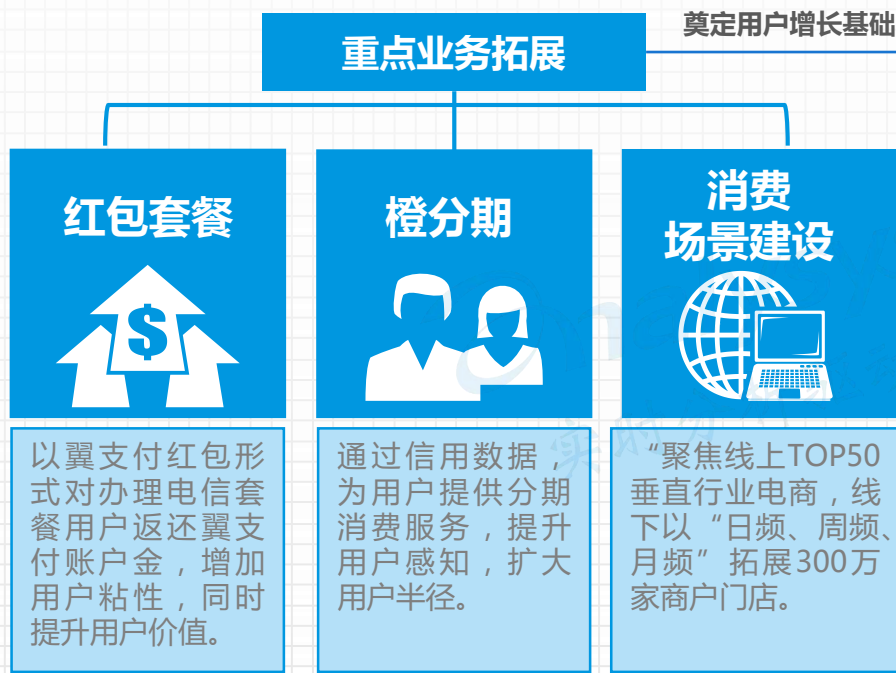 奠定用户增长基础
重点业务拓展
红包套餐
$
以翼支付红包形
式对办理电信套
餐用户返还翼支
付账户金，增加
用户粘性，同时
提升用户价值。
橙分期
通过信用数据，
为用户提供分期
消费服务，提升
用户感知，扩大
用户半径。
消费
场景建设
“聚焦线上TOP50
垂直行业电商，线
下以“日频、周频、
月频”拓展300万
家商户门店。